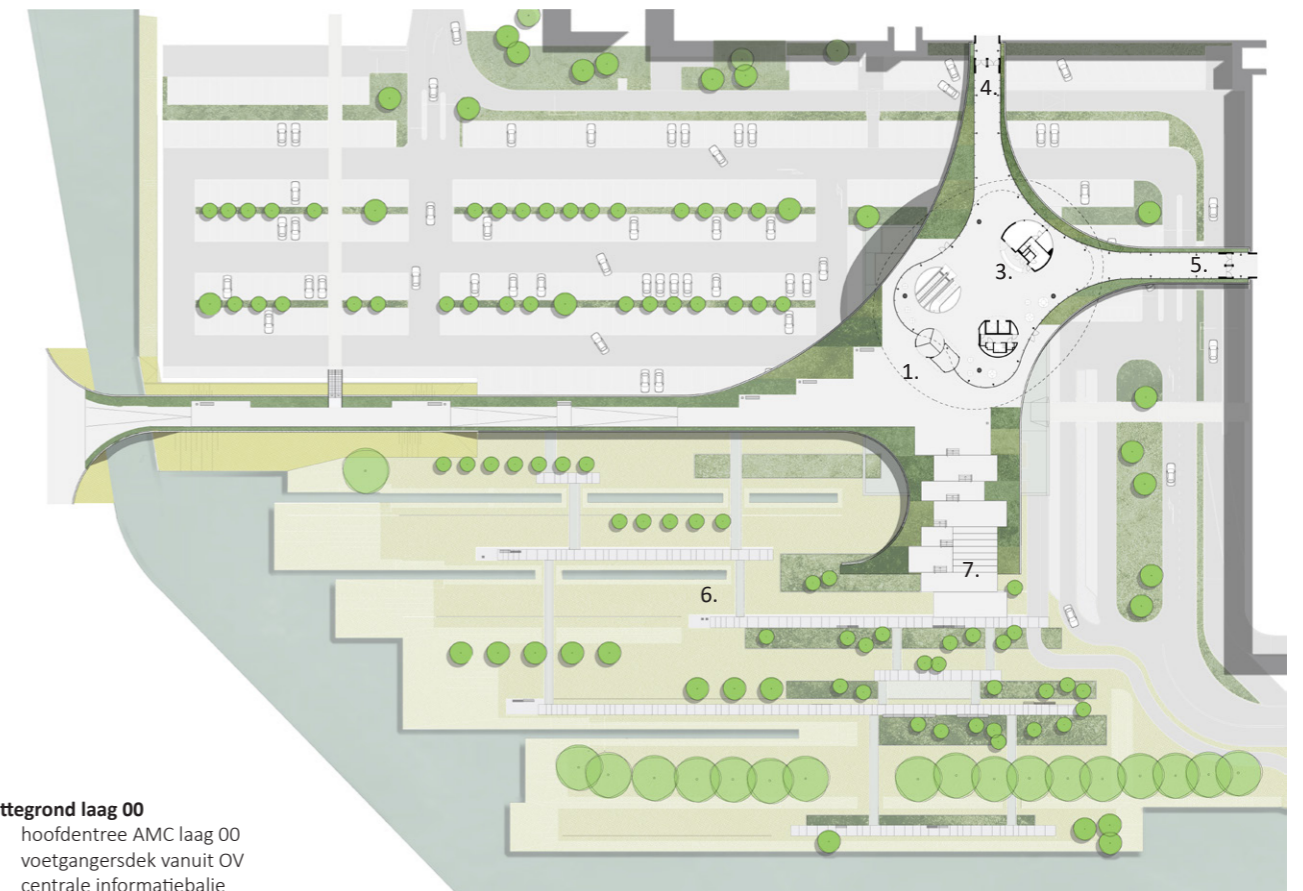 4.
3.
5.
1.
7.
6.
ttegrond laag 00
hoofdentree AMC laag 00
voetgangersdek vanuit OV
centrale informatiebalie